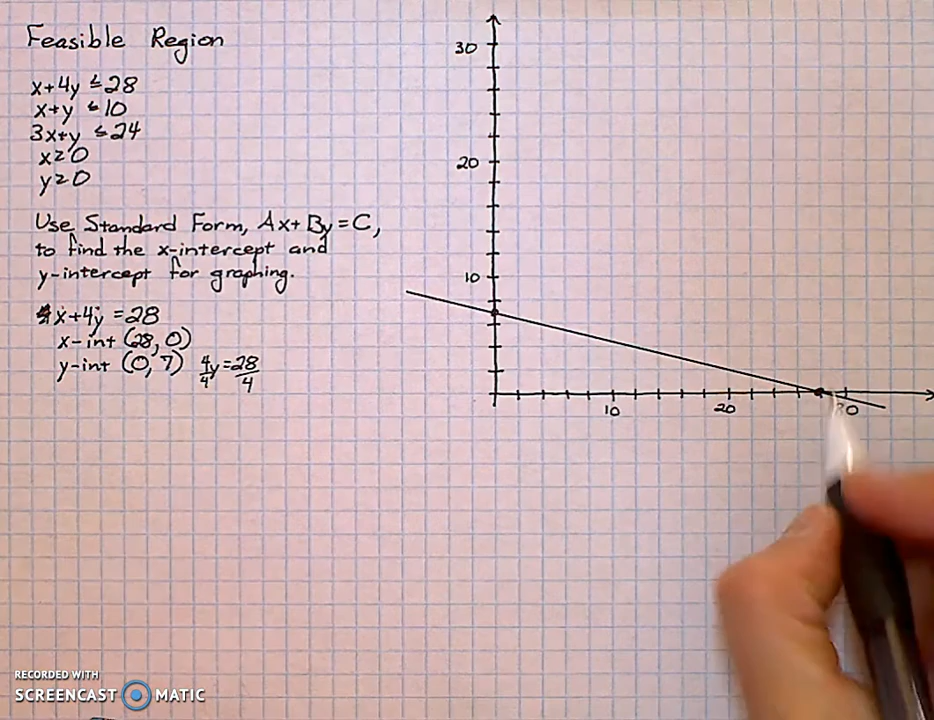 Feasible Region
x+4y ≤ 28
x+y ≤ 10
3x+y ≤ 24
x≥0
y≥0
Use Standard Form, Ax+By=C,
to find the x-intercept and
y-intercept for graphing.
x+4y=28
x-int (28, 0)
y-int (0, 7) 4y/4=28/4
30
20
10
10 20 30
RECORDED WITH
SCREENCAST MATIC